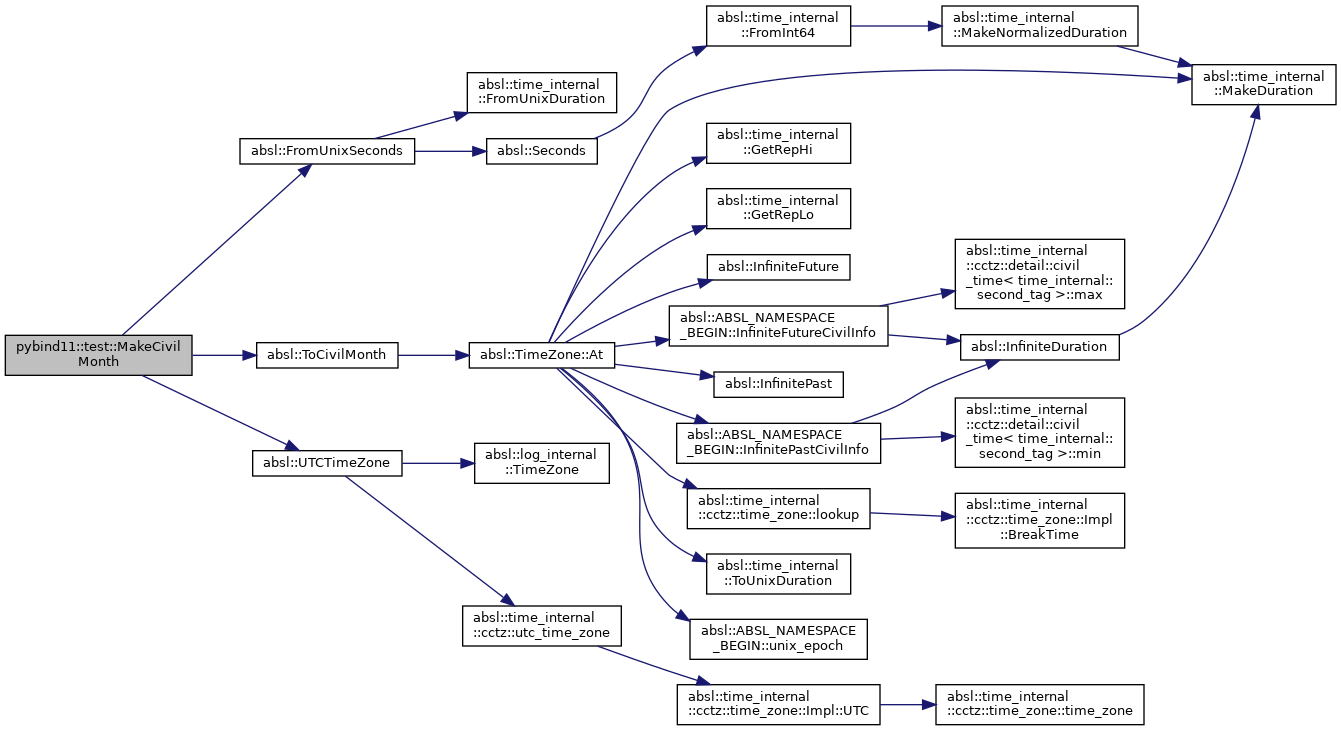 pybind11::test::MakeCivil
Month
absl::FromUnixSeconds
absl::time_internal
::FromUnixDuration
absl::Seconds
absl::time_internal
::FromInt64
absl::time_internal
::MakeNormalizedDuration
absl::time_internal
::MakeDuration
absl::ToCivilMonth
absl::TimeZone::At
absl::time_internal
::GetRepHi
absl::time_internal
::GetRepLo
absl::InfiniteFuture
absl::ABSL_NAMESPACE
_BEGIN::InfiniteFutureCivilInfo
absl::time_internal
::cctz::detail::civil
_time< time_internal::
second_tag >::max
absl::InfiniteDuration
absl::InfinitePast
absl::ABSL_NAMESPACE
_BEGIN::InfinitePastCivilInfo
absl::time_internal
::cctz::detail::civil
_time< time_internal::
second_tag >::min
absl::time_internal
::cctz::time_zone::lookup
absl::time_internal
::cctz::time_zone::Impl
::BreakTime
absl::time_internal
::ToUnixDuration
absl::ABSL_NAMESPACE
_BEGIN::unix_epoch
absl::UTCTimeZone
absl::log_internal
::TimeZone
absl::time_internal
::cctz::utc_time_zone
absl::time_internal
::cctz::time_zone::Impl::UTC
absl::time_internal
::cctz::time_zone::time_zone